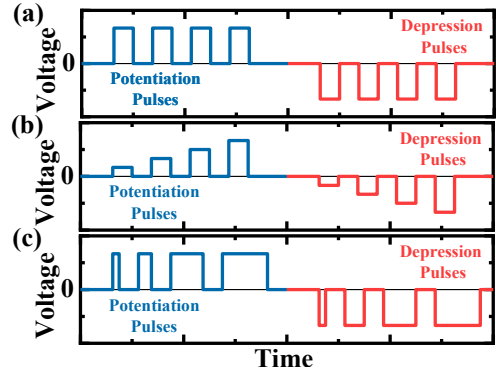 (a)
Voltage
0
Potentiation
Pulses
Depression
Pulses
(b)
Voltage
0
Potentiation
Pulses
Depression
Pulses
(c)
Voltage
0
Potentiation
Pulses
Depression
Pulses
Time